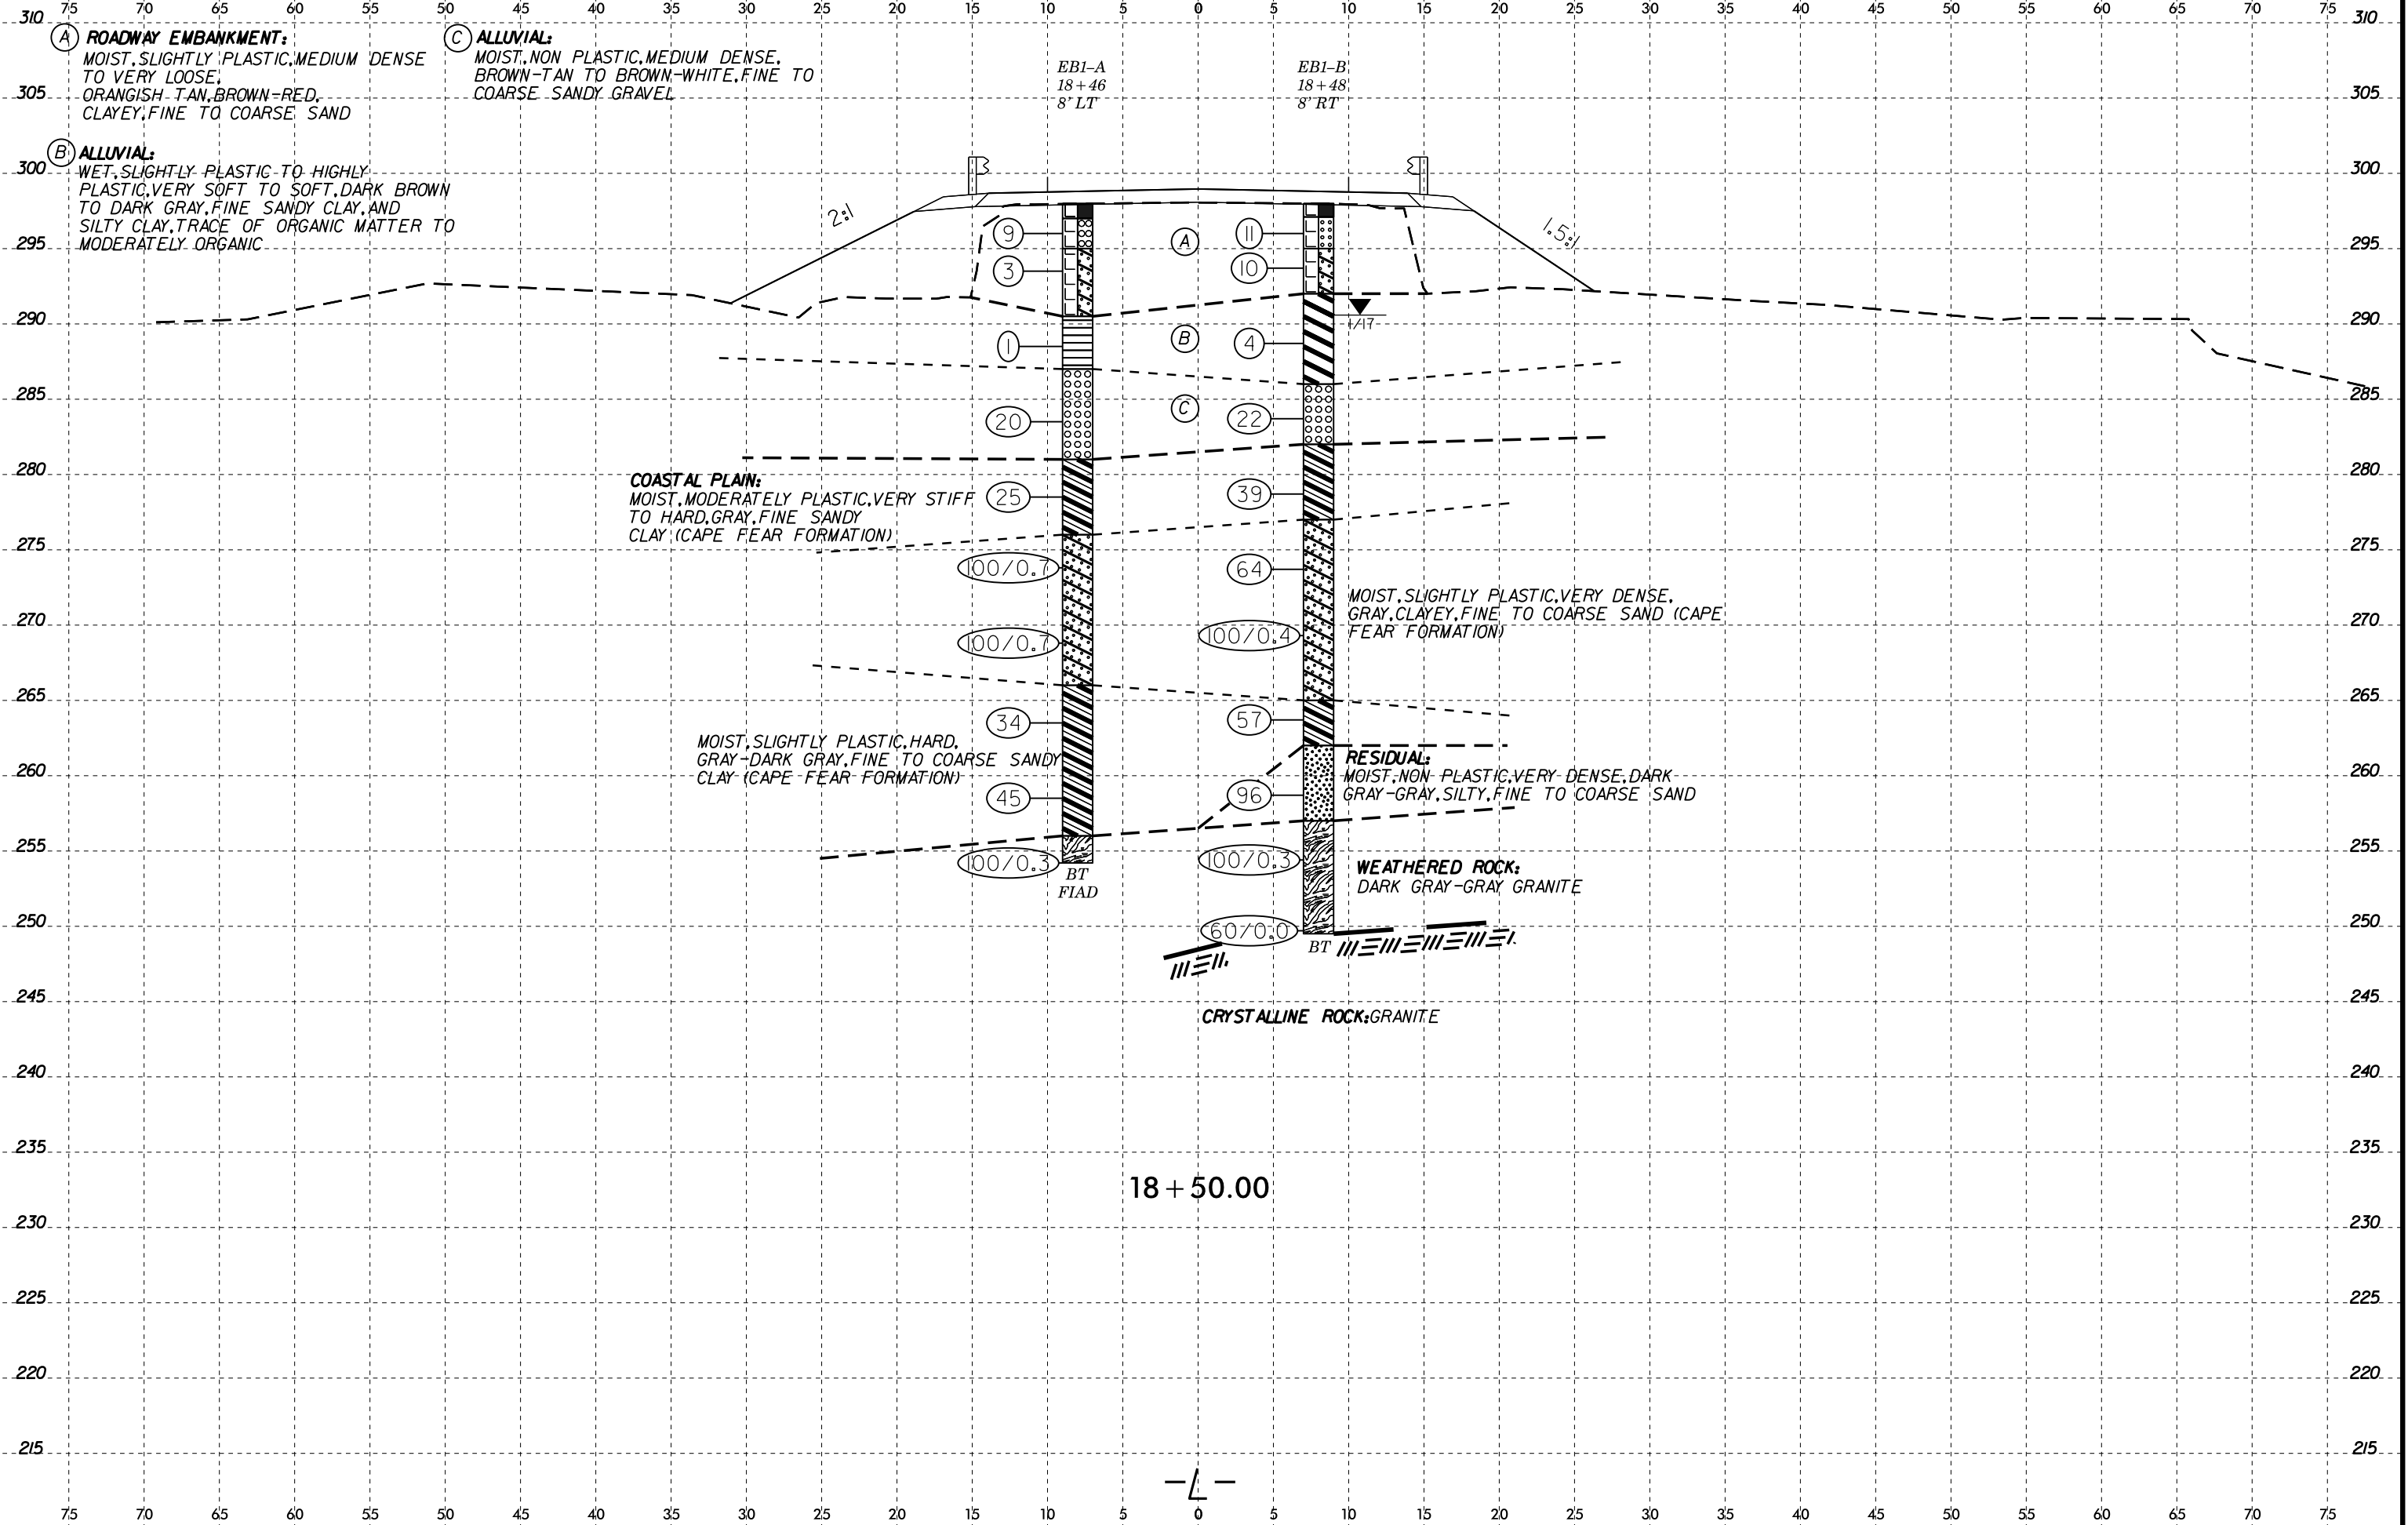 75 70 65 60 55 50 45 40 35 30 25 20 15 10 5 0 5 10 15 20 25 30 35 40 45 50 55 60 65 70 75
310 310
A ROADWAY EMBANKMENT:
MOIST,SLIGHTLY PLASTIC,MEDIUM DENSE
TO VERY LOOSE,
ORANGISH TAN,BROWN-RED,
CLAYEY,FINE TO COARSE SAND
C ALLUVIAL:
MOIST,NON PLASTIC,MEDIUM DENSE,
BROWN-TAN TO BROWN-WHITE,FINE TO
COARSE SANDY GRAVEL
EB1-A
18+46
8' LT
EB1-B
18+48
8' RT
305 305
B ALLUVIAL:
WET,SLIGHTLY PLASTIC TO HIGHLY
PLASTIC,VERY SOFT TO SOFT,DARK BROWN
TO DARK GRAY,FINE SANDY CLAY,AND
SILTY CLAY,TRACE OF ORGANIC MATTER TO
MODERATELY ORGANIC
300 300
2:1
1.5:1
9 A 11
295 295
3 10
290 290
1/17
1 B 4
285 285
20 C 22
280 280
COASTAL PLAIN:
MOIST,MODERATELY PLASTIC,VERY STIFF
TO HARD,GRAY,FINE SANDY
CLAY (CAPE FEAR FORMATION)
25 39
275 275
100/0.7 64
MOIST,SLIGHTLY PLASTIC,VERY DENSE,
GRAY,CLAYEY,FINE TO COARSE SAND (CAPE
FEAR FORMATION)
270 270
100/0.7 100/0.4
265 265
34 57
MOIST,SLIGHTLY PLASTIC,HARD,
GRAY-DARK GRAY,FINE TO COARSE SANDY
CLAY (CAPE FEAR FORMATION)
RESIDUAL:
MOIST,NON PLASTIC,VERY DENSE,DARK
GRAY-GRAY,SILTY,FINE TO COARSE SAND
260 260
45 96
255 255
100/0.3 100/0.3
BT
FIAD
WEATHERED ROCK:
DARK GRAY-GRAY GRANITE
250 250
60/0.0
BT
245 245
CRYSTALLINE ROCK:GRANITE
240 240
235 235
18+50.00
230 230
225 225
220 220
215 215
-L-
75 70 65 60 55 50 45 40 35 30 25 20 15 10 5 0 5 10 15 20 25 30 35 40 45 50 55 60 65 70 75